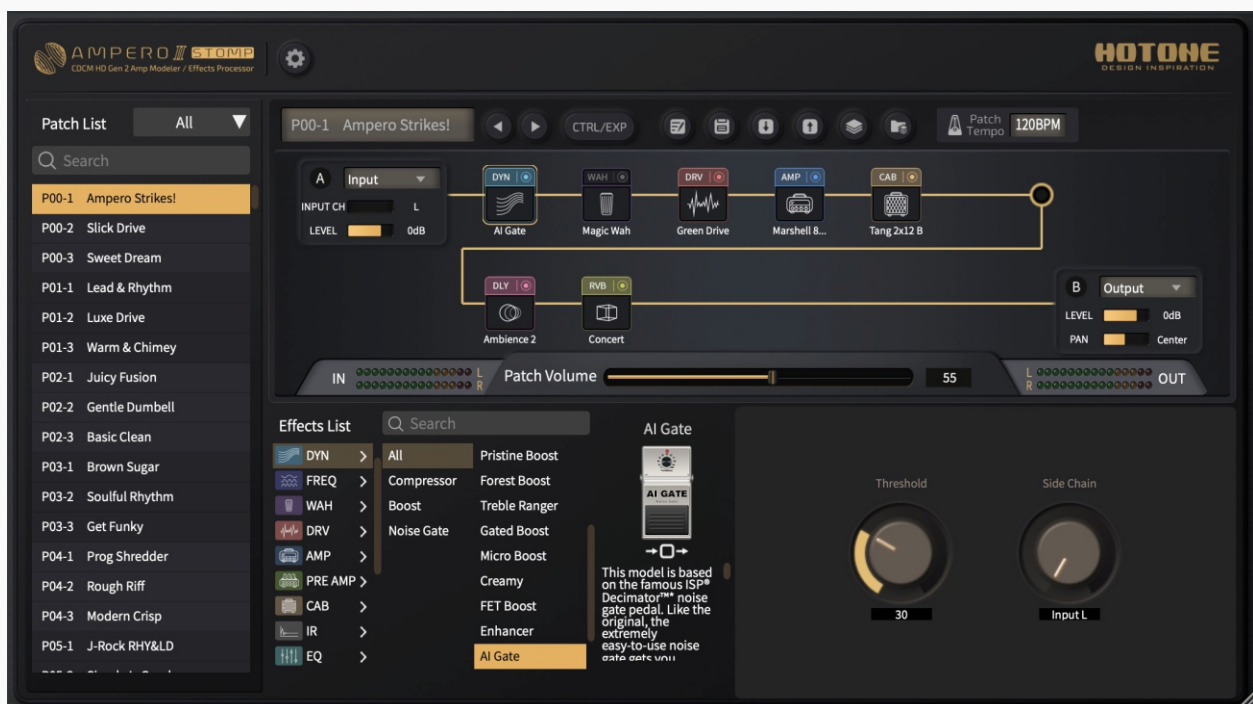 AMPERO II STOMP
CDCM HD Gen 2 Amp Modeler / Effects Processor
HOTONE
DESIGN INSPIRATION
Patch List
All
Search
P00-1 Ampero Strikes!
P00-2 Slick Drive
P00-3 Sweet Dream
P01-1 Lead & Rhythm
P01-2 Luxe Drive
P01-3 Warm & Chimey
P02-1 Juicy Fusion
P02-2 Gentle Dumbell
P02-3 Basic Clean
P03-1 Brown Sugar
P03-2 Soulful Rhythm
P03-3 Get Funky
P04-1 Prog Shredder
P04-2 Rough Riff
P04-3 Modern Crisp
P05-1 J-Rock RHY&LD
P00-1 Ampero Strikes!
CTRL/EXP
Patch
Tempo
120BPM
A Input
INPUT CH L
LEVEL 0dB
DYN
AI Gate
WAH
Magic Wah
DRV
Green Drive
AMP
Marshell 8...
CAB
Tang 2x12 B
DLY
Ambience 2
RVB
Concert
B Output
LEVEL 0dB
PAN Center
IN
L
R
Patch Volume
55
L
R
OUT
Effects List
Search
DYN
FREQ
WAH
DRV
AMP
PRE AMP
CAB
IR
EQ
All
Compressor
Boost
Noise Gate
Pristine Boost
Forest Boost
Treble Ranger
Gated Boost
Micro Boost
Creamy
FET Boost
Enhancer
AI Gate
AI Gate
AI GATE
This model is based
on the famous ISP®
Decimator™* noise
gate pedal. Like the
original, the
extremely
easy-to-use noise
gate gets you
Threshold
30
Side Chain
Input L